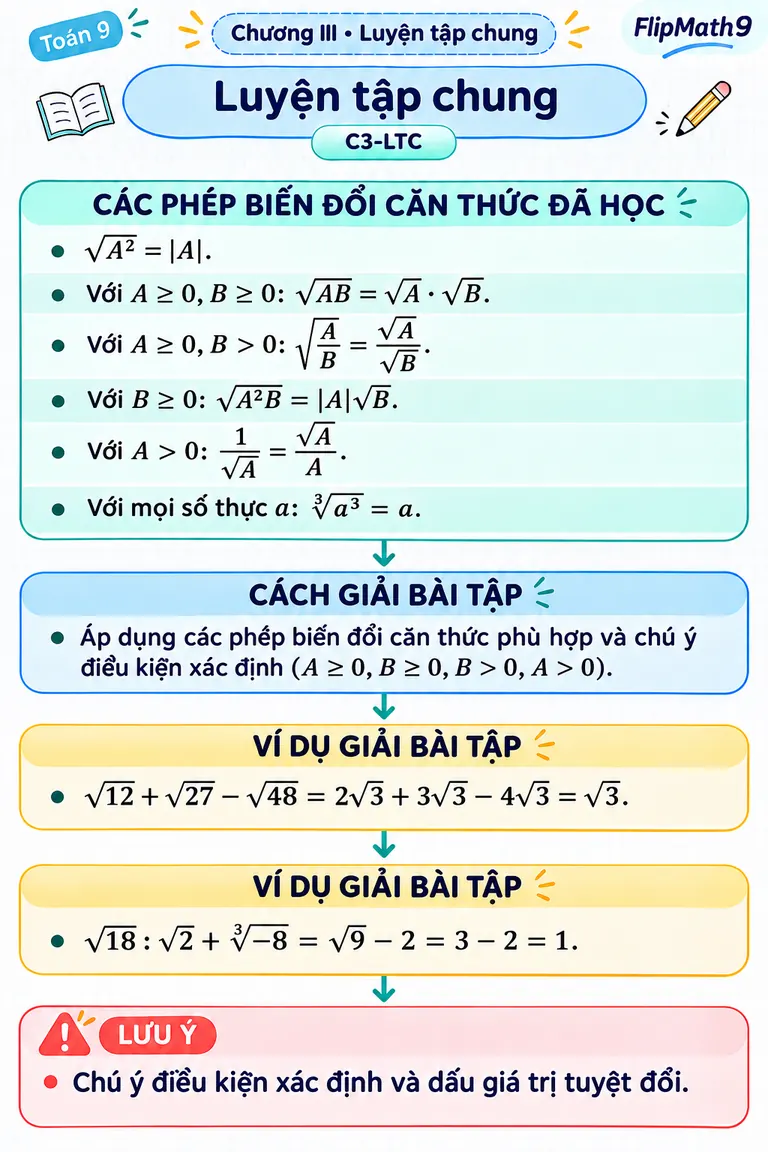 Toán 9
Chương III • Luyện tập chung
FlipMath9
Luyện tập chung
C3-LTC
CÁC PHÉP BIẾN ĐỔI CĂN THỨC ĐÃ HỌC
• √(A²) = |A|.
• Với A ≥ 0, B ≥ 0: √(AB) = √A · √B.
• Với A ≥ 0, B > 0: √(A/B) = √A/√B.
• Với B ≥ 0: √(A²B) = |A|√B.
• Với A > 0: 1/√A = √A/A.
• Với mọi số thực a: ∛(a³) = a.
CÁCH GIẢI BÀI TẬP
• Áp dụng các phép biến đổi căn thức phù hợp và chú ý
điều kiện xác định (A ≥ 0, B ≥ 0, B > 0, A > 0).
VÍ DỤ GIẢI BÀI TẬP
• √12 + √27 − √48 = 2√3 + 3√3 − 4√3 = √3.
VÍ DỤ GIẢI BÀI TẬP
• √18 : √2 + ∛(−8) = √9 − 2 = 3 − 2 = 1.
LƯU Ý
• Chú ý điều kiện xác định và dấu giá trị tuyệt đối.